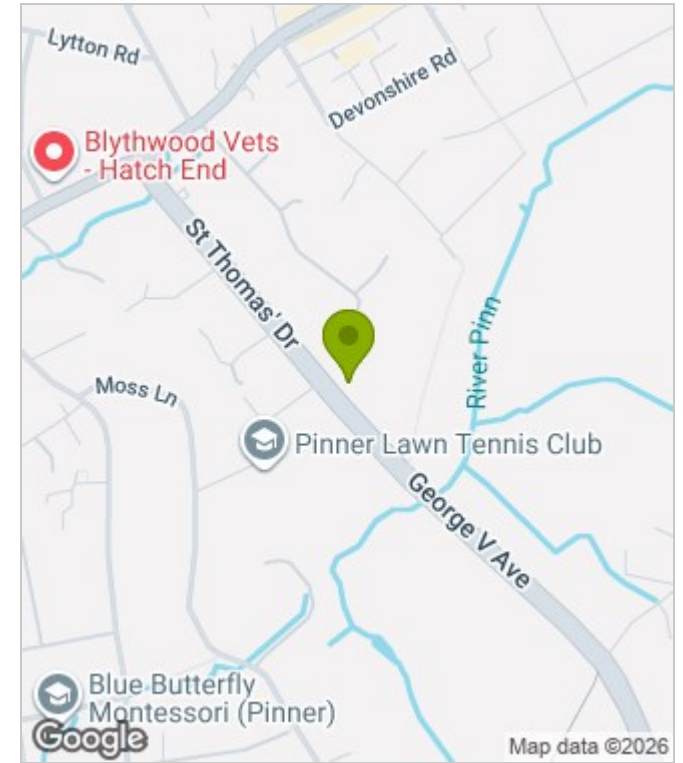 Lytton Rd
Devonshire Rd
Blythwood Vets
- Hatch End
St Thomas' Dr
River Pinn
Moss Ln
Pinner Lawn Tennis Club
George V Ave
Blue Butterfly
Montessori (Pinner)
Google
Map data ©2026